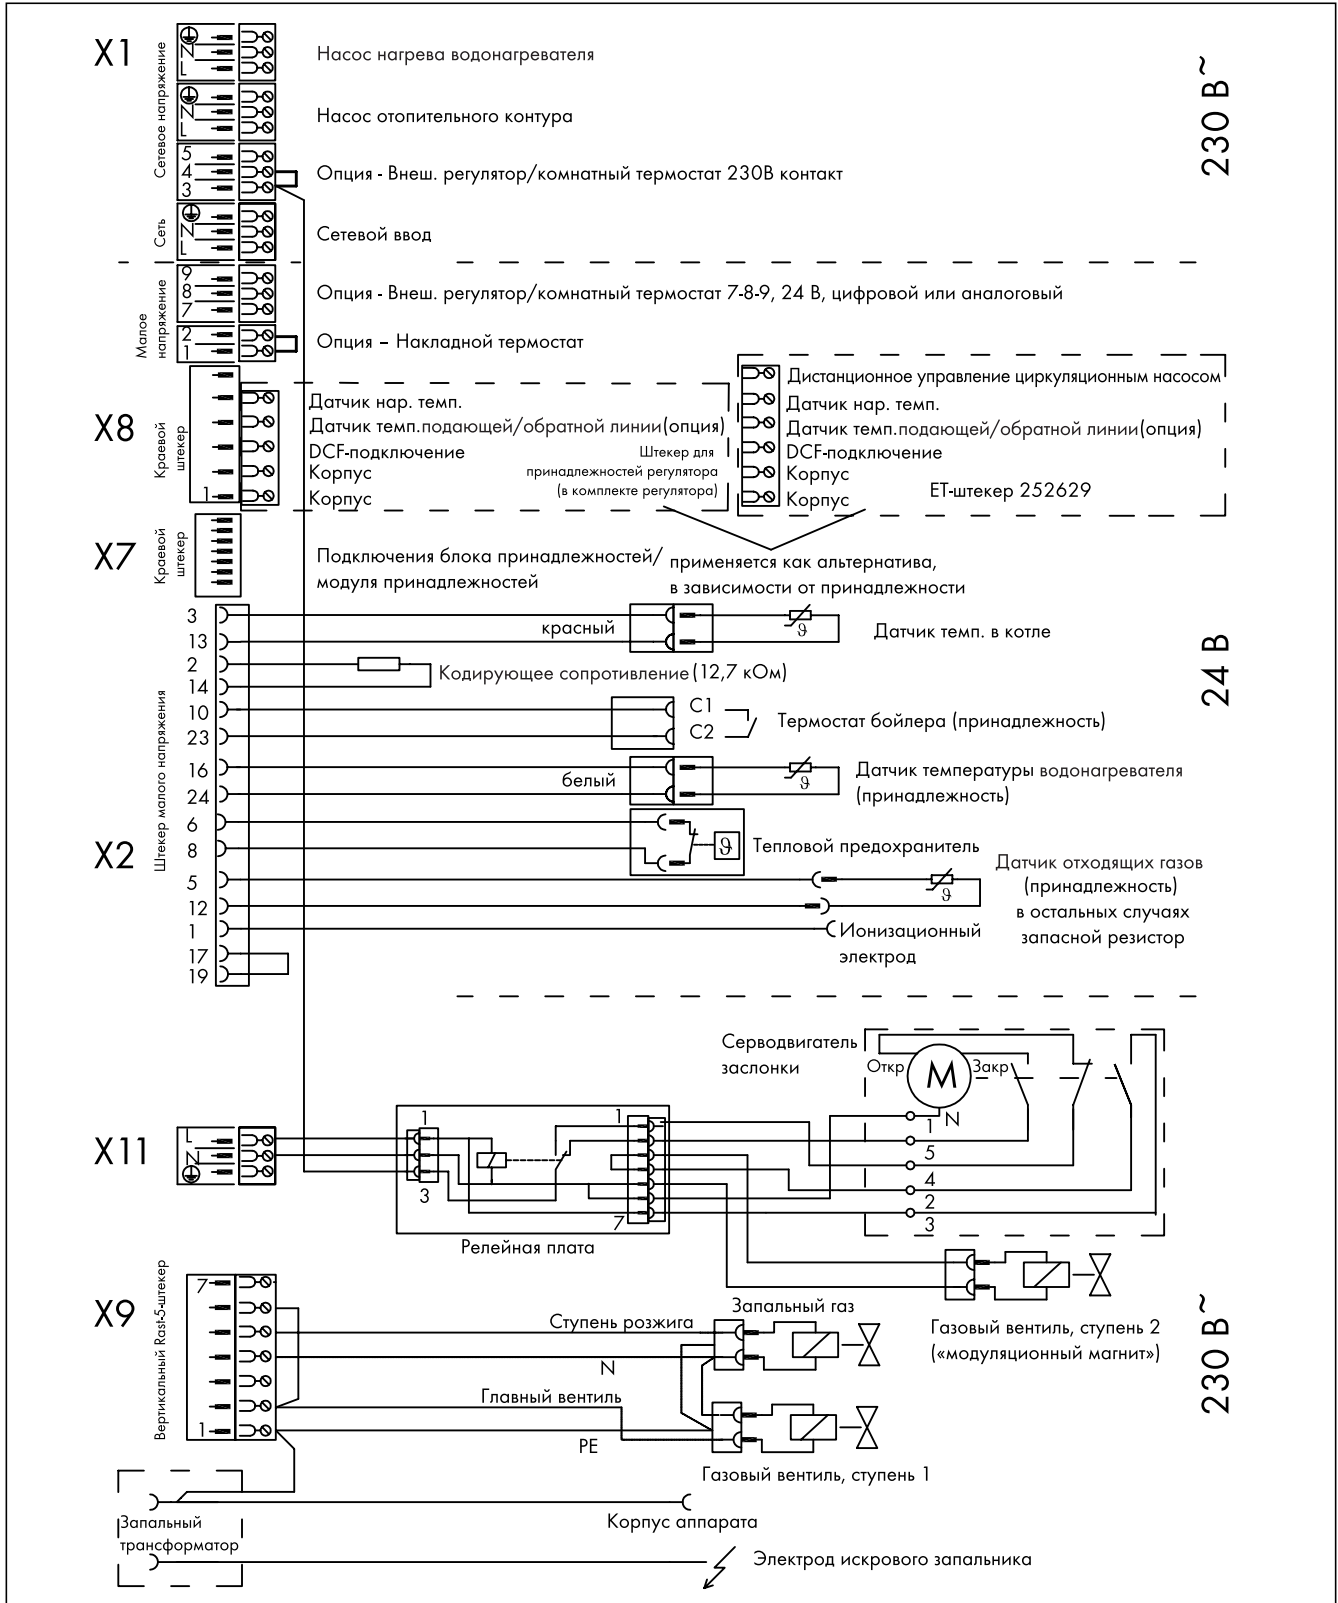 X1
Сетевое напряжение
N
L
Насос нагрева водонагревателя
230 В~
N
L
Насос отопительного контура
5
4
3
Опция - Внеш. регулятор/комнатный термостат 230В контакт
Сеть
N
L
Сетевой ввод
Малое
напряжение
9
8
7
Опция - Внеш. регулятор/комнатный термостат 7-8-9, 24 В, цифровой или аналоговый
2
1
Опция – Накладной термостат
X8
Краевой
штекер
1
Датчик нар. темп.
Датчик темп.подающей/обратной линии(опция)
DCF-подключение
Корпус
Корпус
Штекер для
принадлежностей регулятора
(в комплекте регулятора)
Дистанционное управление циркуляционным насосом
Датчик нар. темп.
Датчик темп.подающей/обратной линии(опция)
DCF-подключение
Корпус
Корпус
ET-штекер 252629
X7
Краевой
штекер
Подключения блока принадлежностей/
модуля принадлежностей
применяется как альтернатива,
в зависимости от принадлежности
24 В
X2
Штекер малого напряжения
3
13
красный
ϑ
Датчик темп. в котле
2
14
Кодирующее сопротивление (12,7 кОм)
10
23
C1
C2
Термостат бойлера (принадлежность)
16
24
белый
ϑ
Датчик температуры водонагревателя
(принадлежность)
6
8
ϑ
Тепловой предохранитель
5
12
ϑ
Датчик отходящих газов
(принадлежность)
в остальных случаях
запасной резистор
1
Ионизационный
электрод
17
19
Серводвигатель
заслонки
Откр
M
Закр
1
N
5
4
2
3
X11
L
N
1
3
1
7
Релейная плата
Газовый вентиль, ступень 2
(«модуляционный магнит»)
230 В~
X9
Вертикальный Rast-5-штекер
7
1
Ступень розжига
Запальный газ
N
Главный вентиль
PE
Газовый вентиль, ступень 1
Запальный
трансформатор
Корпус аппарата
Электрод искрового запальника